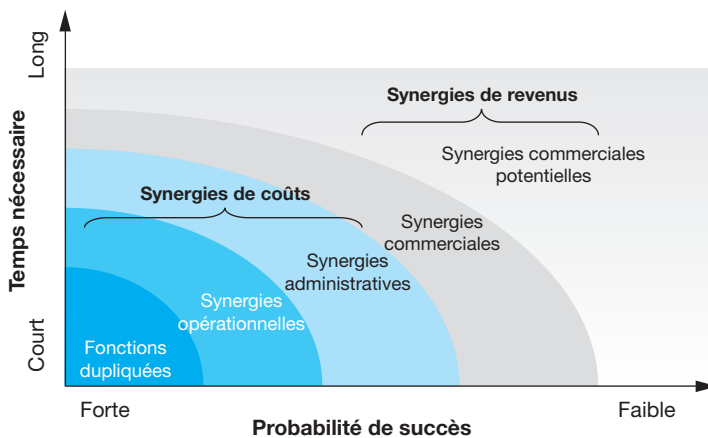 Long
Temps nécessaire
Court
Synergies de revenus
Synergies commerciales
potentielles
Synergies de coûts
Synergies
commerciales
Synergies
administratives
Synergies
opérationnelles
Fonctions
dupliquées
Forte
Faible
Probabilité de succès